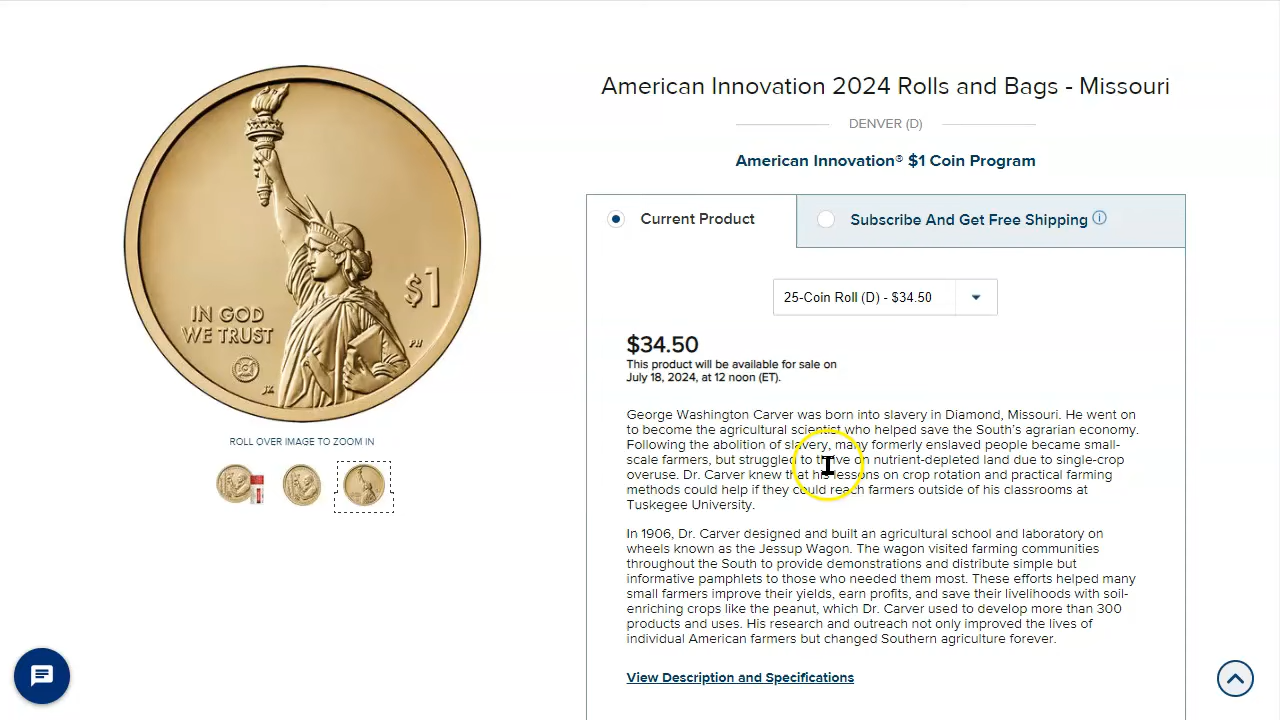 American Innovation 2024 Rolls and Bags - Missouri
DENVER (D)
American Innovation® $1 Coin Program
Current Product
Subscribe And Get Free Shipping
25-Coin Roll (D) - $34.50
$34.50
This product will be available for sale on
July 18, 2024, at 12 noon (ET).
George Washington Carver was born into slavery in Diamond, Missouri. He went on
to become the agricultural scientist who helped save the South's agrarian economy.
Following the abolition of slavery, many formerly enslaved people became small-
scale farmers, but struggled to thrive on nutrient-depleted land due to single-crop
overuse. Dr. Carver knew that his lessons on crop rotation and practical farming
methods could help if they could reach farmers outside of his classrooms at
Tuskegee University.
In 1906, Dr. Carver designed and built an agricultural school and laboratory on
wheels known as the Jessup Wagon. The wagon visited farming communities
throughout the South to provide demonstrations and distribute simple but
informative pamphlets to those who needed them most. These efforts helped many
small farmers improve their yields, earn profits, and save their livelihoods with soil-
enriching crops like the peanut, which Dr. Carver used to develop more than 300
products and uses. His research and outreach not only improved the lives of
individual American farmers but changed Southern agriculture forever.
View Description and Specifications
$1
IN GOD
WE TRUST
PH
JK
ROLL OVER IMAGE TO ZOOM IN